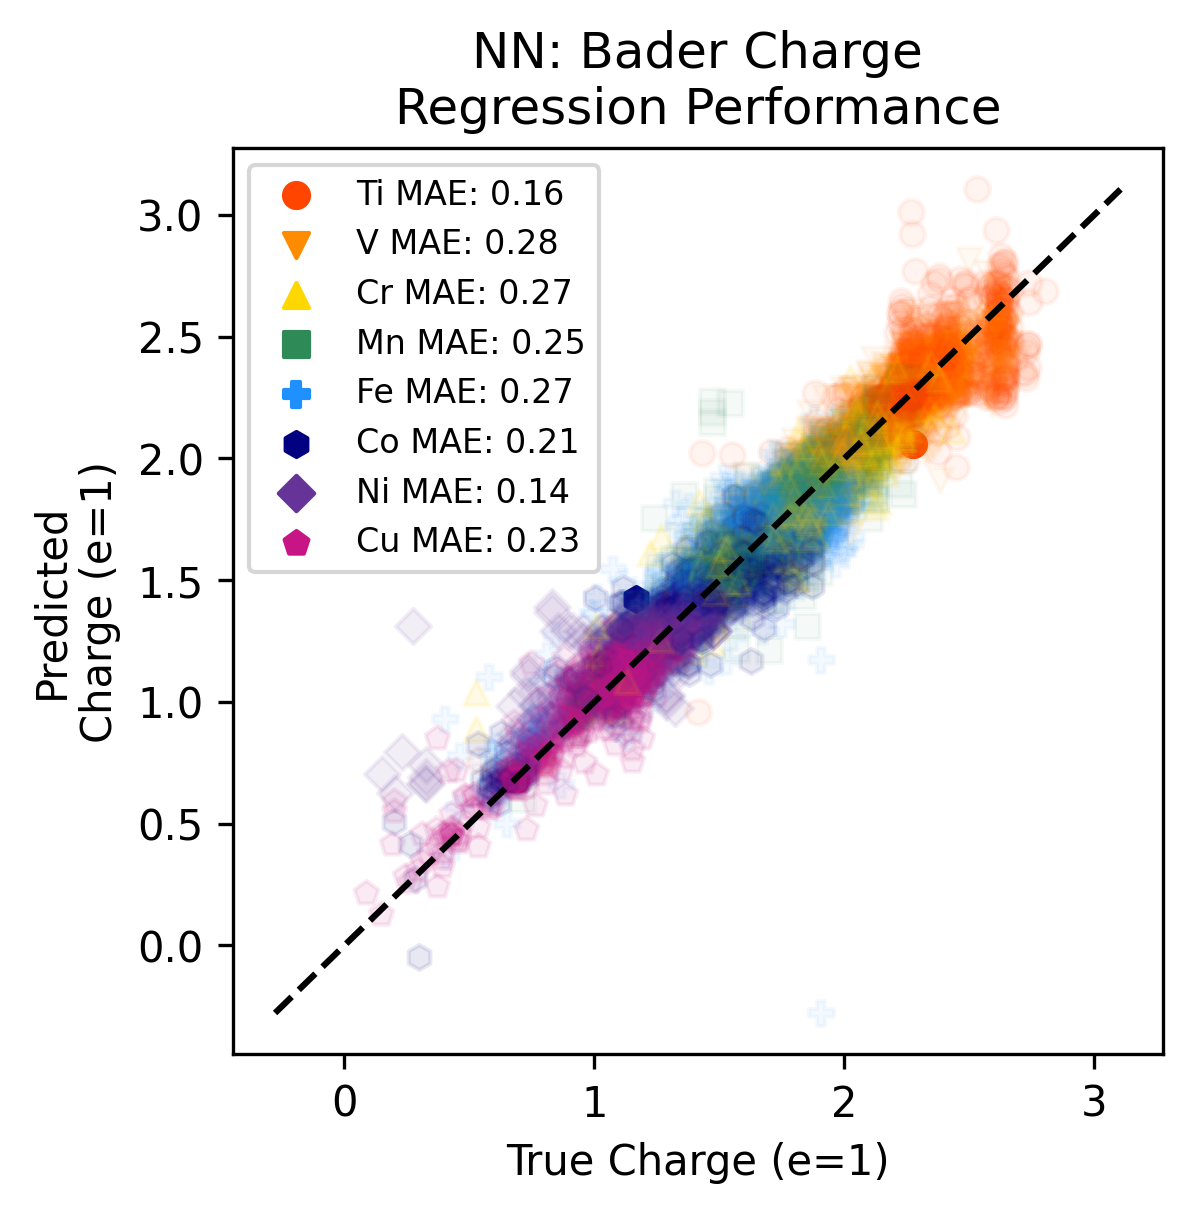 NN: Bader Charge
Regression Performance
Ti MAE: 0.16
V MAE: 0.28
Cr MAE: 0.27
Mn MAE: 0.25
Fe MAE: 0.27
Co MAE: 0.21
Ni MAE: 0.14
Cu MAE: 0.23
3.0
2.5
2.0
1.5
1.0
0.5
0.0
Predicted
Charge (e=1)
0
1
2
3
True Charge (e=1)